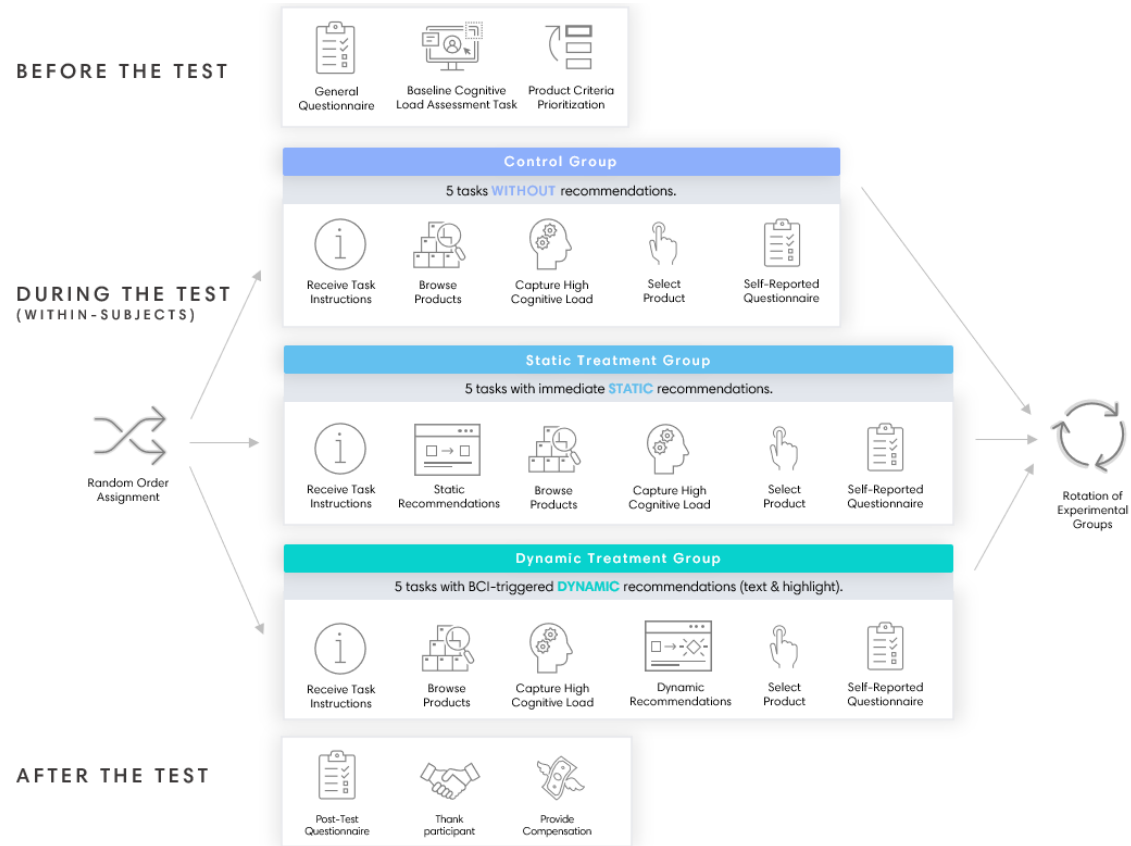 BEFORE THE TEST
General
Questionnaire
Baseline Cognitive
Load Assessment Task
Product Criteria
Prioritization
Control Group
5 tasks WITHOUT recommendations.
Receive Task
Instructions
Browse
Products
Capture High
Cognitive Load
Select
Product
Self-Reported
Questionnaire
DURING THE TEST
(WITHIN-SUBJECTS)
Static Treatment Group
5 tasks with immediate STATIC recommendations.
Receive Task
Instructions
Static
Recommendations
Browse
Products
Capture High
Cognitive Load
Select
Product
Self-Reported
Questionnaire
Random Order
Assignment
Rotation of
Experimental
Groups
Dynamic Treatment Group
5 tasks with BCI-triggered DYNAMIC recommendations (text & highlight).
Receive Task
Instructions
Browse
Products
Capture High
Cognitive Load
Dynamic
Recommendations
Select
Product
Self-Reported
Questionnaire
AFTER THE TEST
Post-Test
Questionnaire
Thank
participant
Provide
Compensation